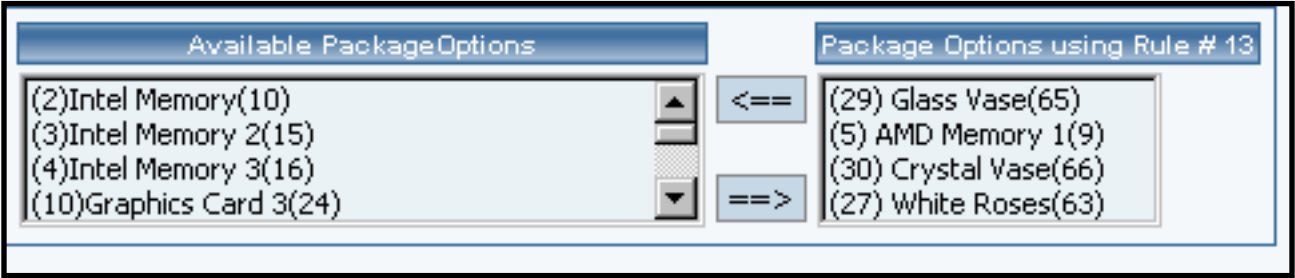 Available PackageOptions
(2)Intel Memory(10)
(3)Intel Memory 2(15)
(4)Intel Memory 3(16)
(10)Graphics Card 3(24)
<==
==>
Package Options using Rule # 13
(29) Glass Vase(65)
(5) AMD Memory 1(9)
(30) Crystal Vase(66)
(27) White Roses(63)